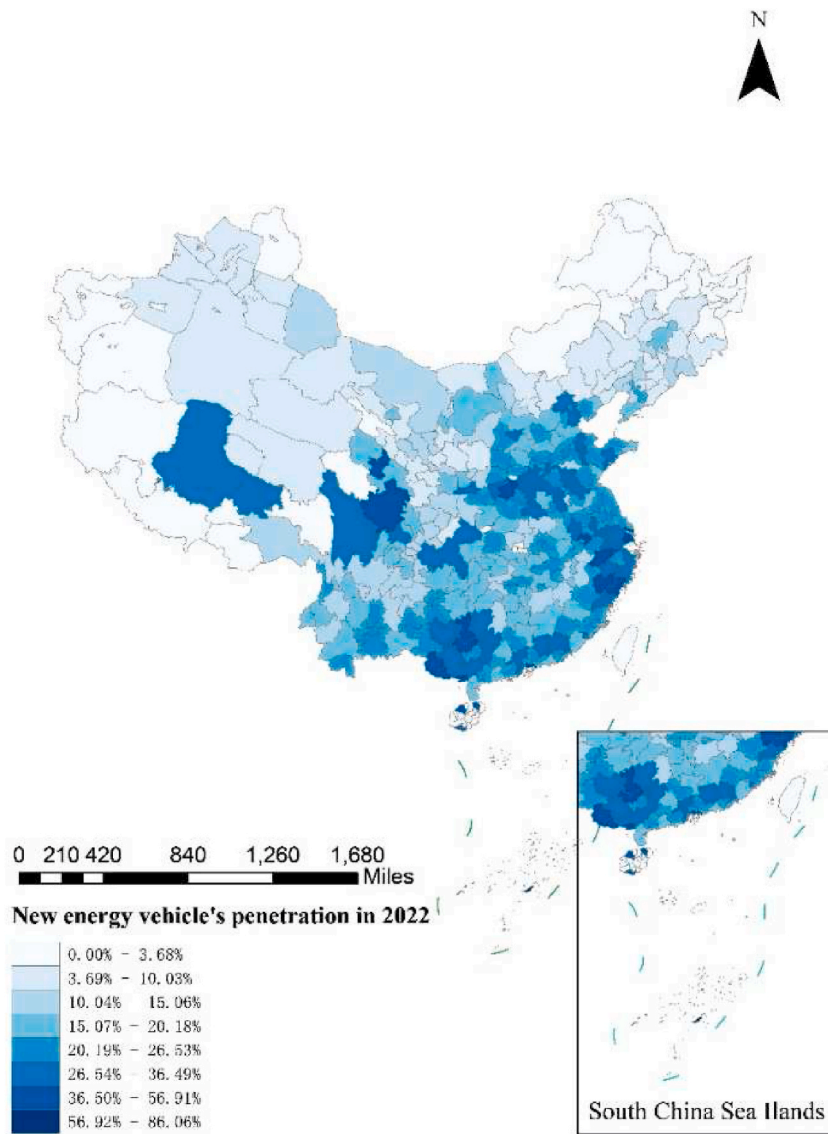 N
0 210 420 840 1,260 1,680
Miles
New energy vehicle's penetration in 2022
0.00% - 3.68%
3.69% - 10.03%
10.04% 15.06%
15.07% - 20.18%
20.19% - 26.53%
26.54% - 36.49%
36.50% - 56.91%
56.92% - 86.06%
South China Sea Ilands